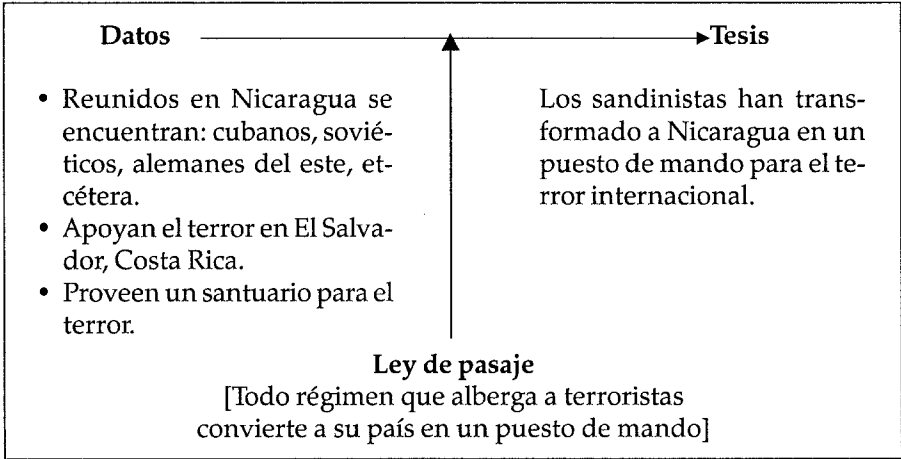 Datos Tesis
• Reunidos en Nicaragua se
encuentran: cubanos, sovié-
ticos, alemanes del este, et-
cétera.
• Apoyan el terror en El Salva-
dor, Costa Rica.
• Proveen un santuario para el
terror.
Los sandinistas han trans-
formado a Nicaragua en un
puesto de mando para el te-
rror internacional.
Ley de pasaje
[Todo régimen que alberga a terroristas
convierte a su país en un puesto de mando]